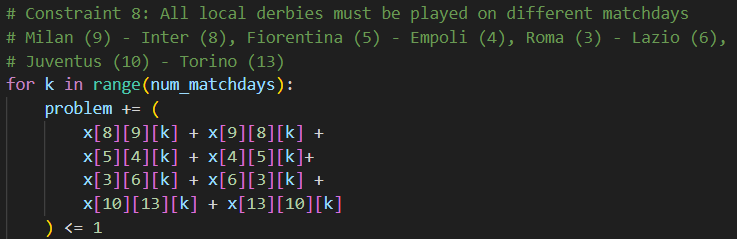 # Constraint 8: All local derbies must be played on different matchdays
# Milan (9) - Inter (8), Fiorentina (5) - Empoli (4), Roma (3) - Lazio (6),
# Juventus (10) - Torino (13)
for k in range(num_matchdays):
    problem += (
        x[8][9][k] + x[9][8][k] +
        x[5][4][k] + x[4][5][k]+
        x[3][6][k] + x[6][3][k] +
        x[10][13][k] + x[13][10][k]
    ) <= 1